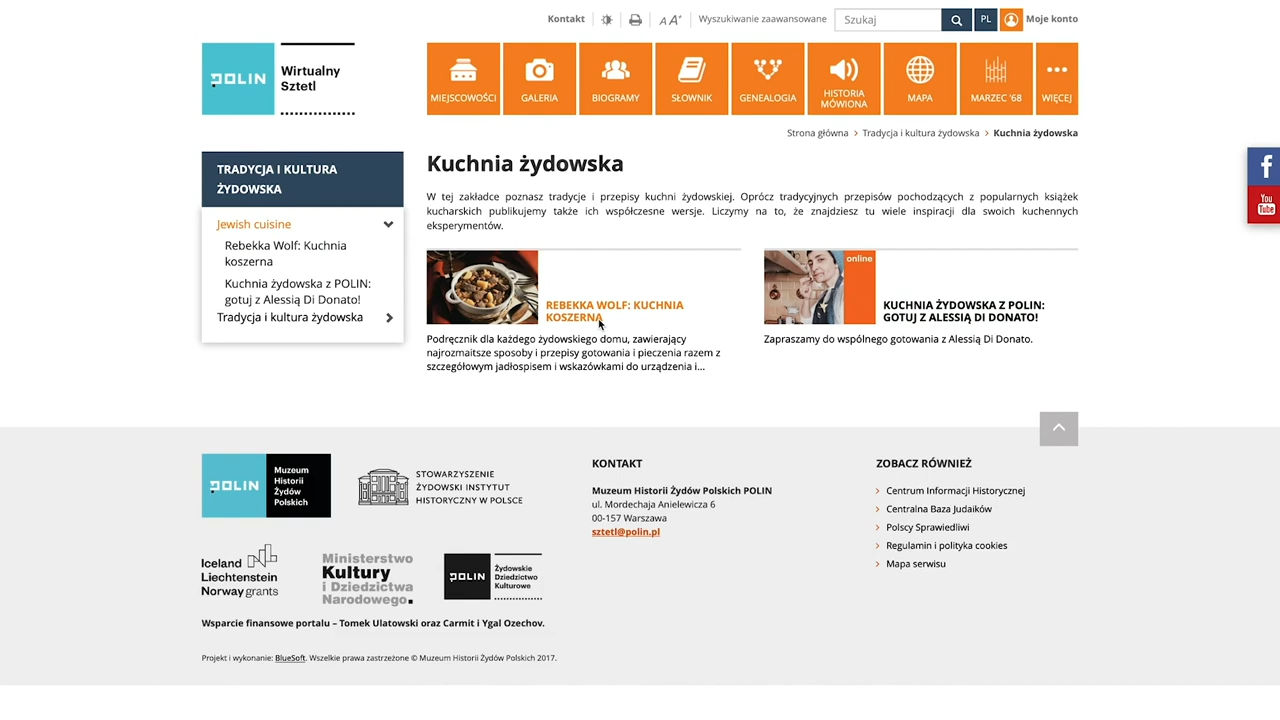 Kontakt
A A+
Wyszukiwanie zaawansowane
Szukaj
PL
Moje konto
POLIN
Wirtualny
Sztetl
MIEJSCOWOŚCI
GALERIA
BIOGRAMY
SŁOWNIK
GENEALOGIA
HISTORIA
MÓWIONA
MAPA
MARZEC '68
WIĘCEJ
Strona główna > Tradycja i kultura żydowska > Kuchnia żydowska
TRADYCJA I KULTURA
ŻYDOWSKA
Jewish cuisine
Rebekka Wolf: Kuchnia
koszerna
Kuchnia żydowska z POLIN:
gotuj z Alessią Di Donato!
Tradycja i kultura żydowska
Kuchnia żydowska
W tej zakładce poznasz tradycje i przepisy kuchni żydowskiej. Oprócz tradycyjnych przepisów pochodzących z popularnych książek
kucharskich publikujemy także ich współczesne wersje. Liczymy na to, że znajdziesz tu wiele inspiracji dla swoich kuchennych
eksperymentów.
REBEKKA WOLF: KUCHNIA
KOSZERNA
Podręcznik dla każdego żydowskiego domu, zawierający
najrozmaitsze sposoby i przepisy gotowania i pieczenia razem z
szczegółowym jadłospisem i wskazówkami do urządzenia i...
online
KUCHNIA ŻYDOWSKA Z POLIN:
GOTUJ Z ALESSIĄ DI DONATO!
Zapraszamy do wspólnego gotowania z Alessią Di Donato.
f
You
Tube
POLIN
Muzeum
Historii
Żydów
Polskich
STOWARZYSZENIE
ŻYDOWSKI INSTYTUT
HISTORYCZNY W POLSCE
Iceland
Liechtenstein
Norway grants
Ministerstwo
Kultury
i Dziedzictwa
Narodowego.
POLIN
Żydowskie
Dziedzictwo
Kulturowe
Wsparcie finansowe portalu – Tomek Ulatowski oraz Carmit i Ygal Ozechov.
Projekt i wykonanie: BlueSoft. Wszelkie prawa zastrzeżone © Muzeum Historii Żydów Polskich 2017.
KONTAKT
Muzeum Historii Żydów Polskich POLIN
ul. Mordechaja Anielewicza 6
00-157 Warszawa
sztetl@polin.pl
ZOBACZ RÓWNIEŻ
Centrum Informacji Historycznej
Centralna Baza Judaików
Polscy Sprawiedliwi
Regulamin i polityka cookies
Mapa serwisu